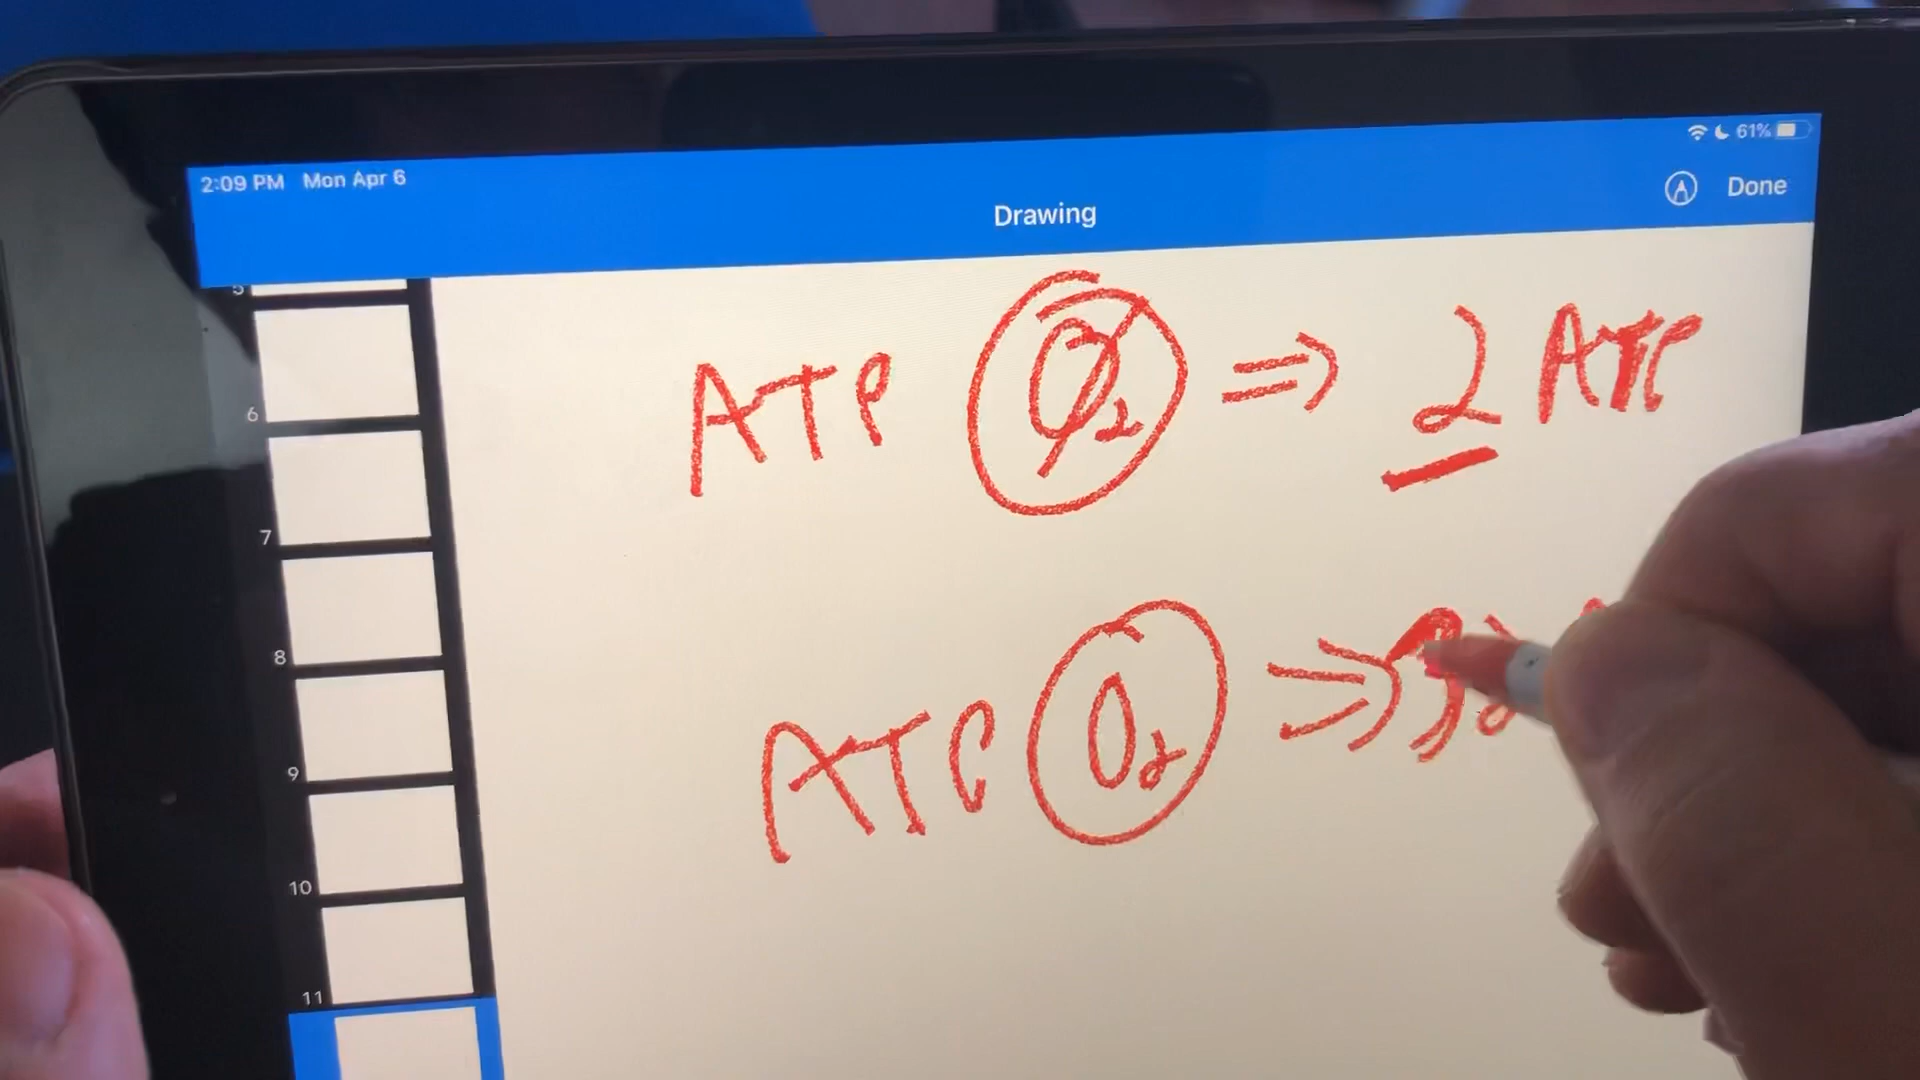 2:09 PM Mon Apr 6
61%
Drawing
Done
5
6
7
8
9
10
11
ATP O₂ => 2 ATP
ATP O₂ =>